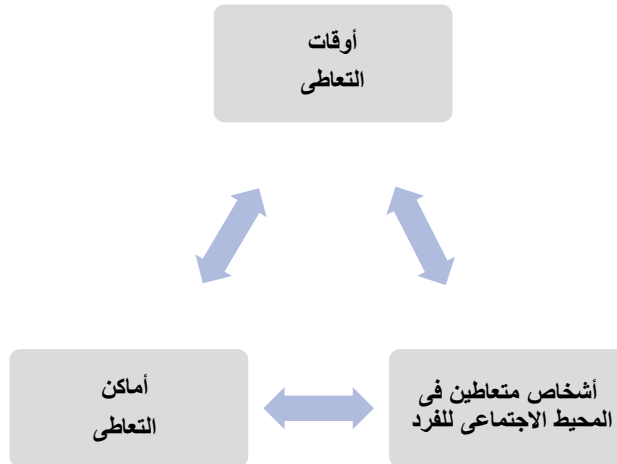 أوقات
التعاطى
أماكن
التعاطى
أشخاص متعاطين فى
المحيط الاجتماعى للفرد